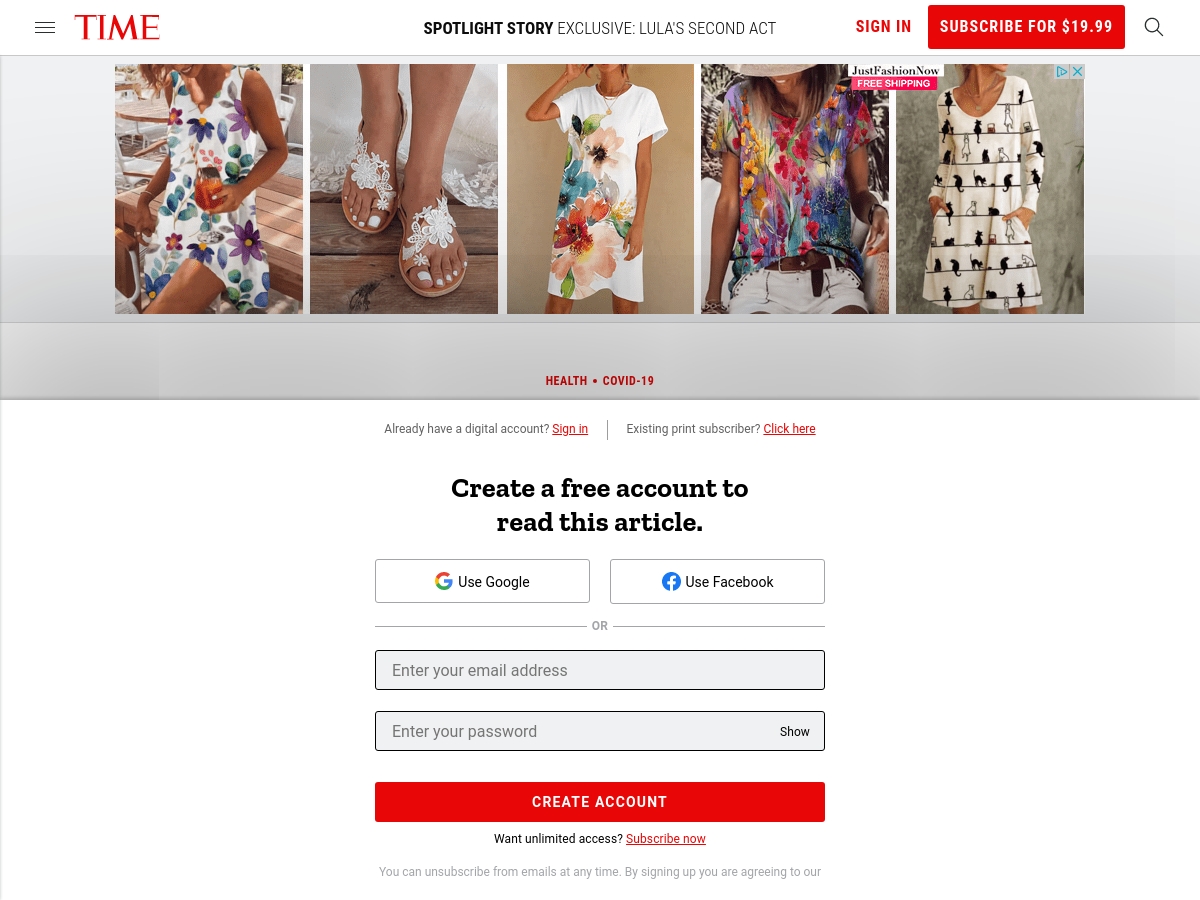 TIME
SPOTLIGHT STORY EXCLUSIVE: LULA'S SECOND ACT
SIGN IN
SUBSCRIBE FOR $19.99
JustFashionNow
FREE SHIPPING
HEALTH • COVID-19
Already have a digital account? Sign in
Existing print subscriber? Click here
Create a free account to
read this article.
Use Google
Use Facebook
OR
Enter your email address
Enter your password
Show
CREATE ACCOUNT
Want unlimited access? Subscribe now
You can unsubscribe from emails at any time. By signing up you are agreeing to our